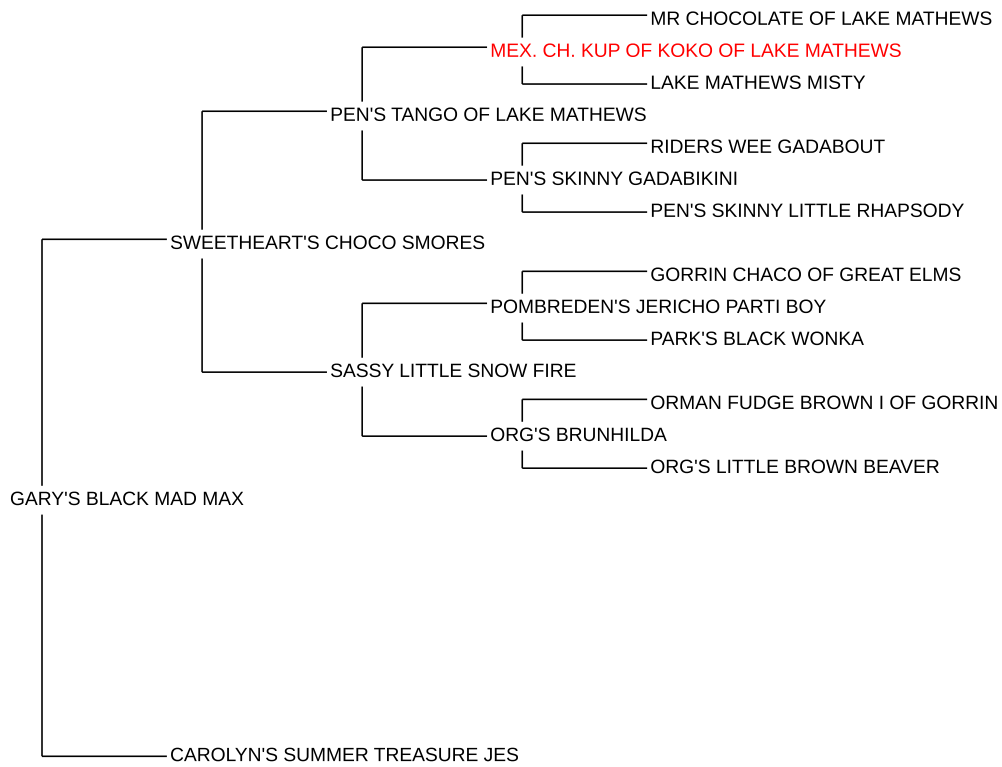 MR CHOCOLATE OF LAKE MATHEWS
MEX. CH. KUP OF KOKO OF LAKE MATHEWS
LAKE MATHEWS MISTY
PEN'S TANGO OF LAKE MATHEWS
RIDERS WEE GADABOUT
PEN'S SKINNY GADABIKINI
PEN'S SKINNY LITTLE RHAPSODY
SWEETHEART'S CHOCO SMORES
GORRIN CHACO OF GREAT ELMS
POMBREDEN'S JERICHO PARTI BOY
PARK'S BLACK WONKA
SASSY LITTLE SNOW FIRE
ORMAN FUDGE BROWN I OF GORRIN
ORG'S BRUNHILDA
ORG'S LITTLE BROWN BEAVER
GARY'S BLACK MAD MAX
CAROLYN'S SUMMER TREASURE JES